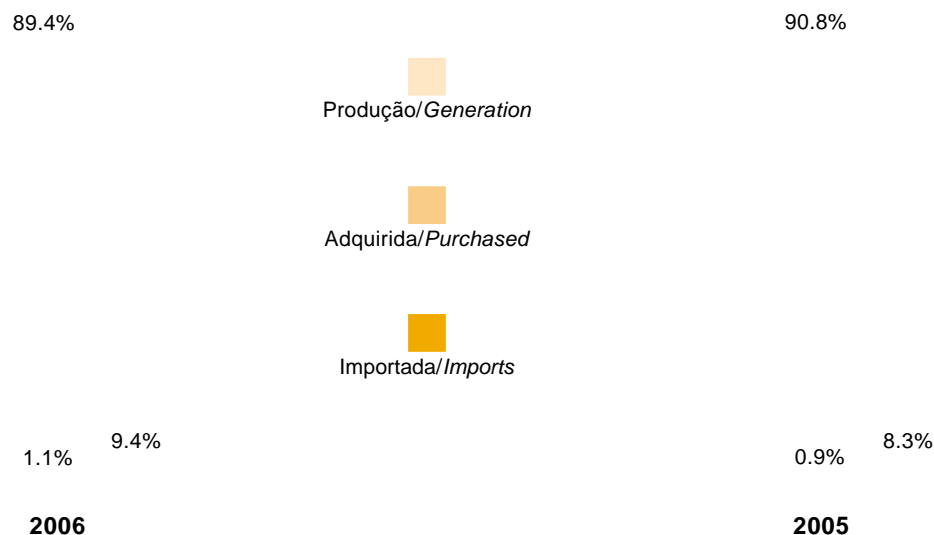 89.4%
90.8%
Produção/Generation
Adquirida/Purchased
Importada/Imports
1.1%
9.4%
0.9%
8.3%
2006
2005